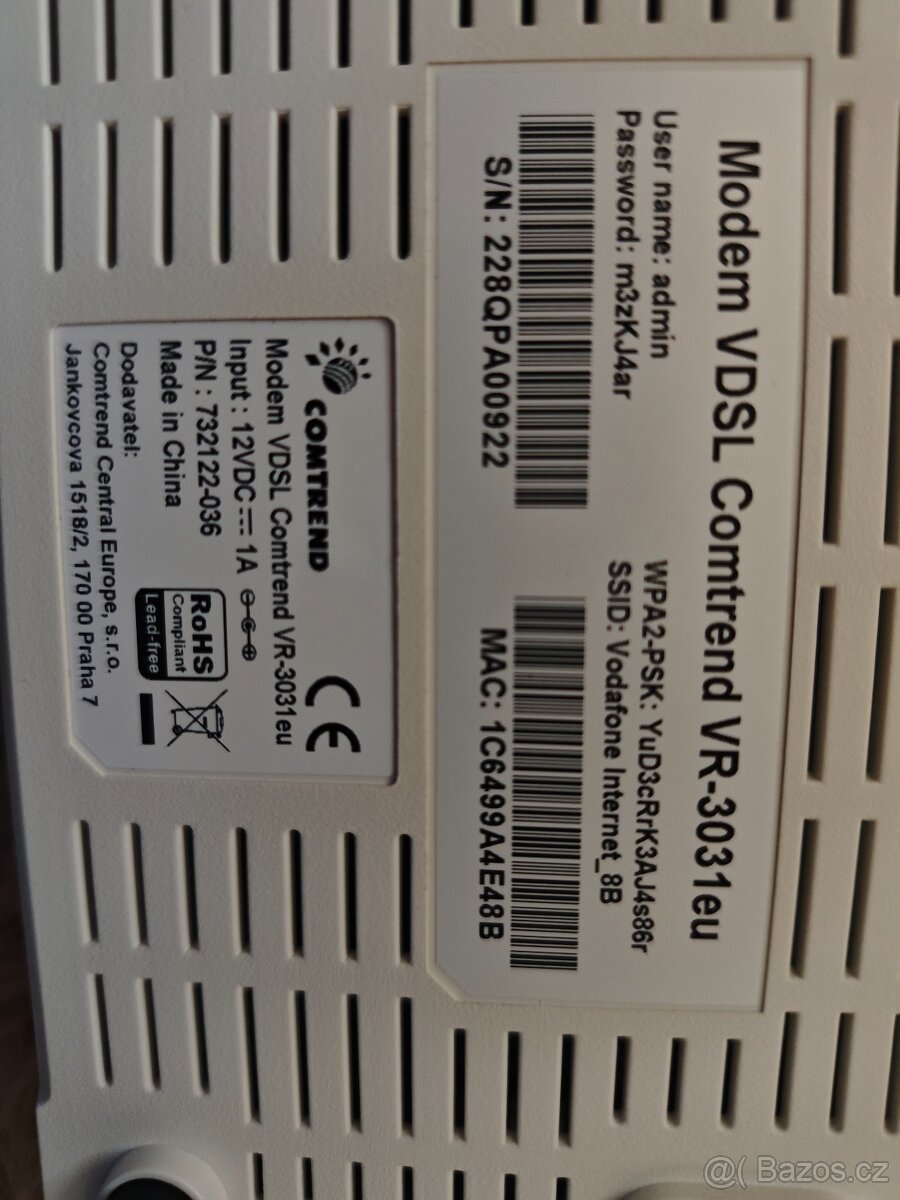 Modem VDSL Comtrend VR-3031eu
User name: admin
Password: m3zKJ4ar
S/N: 228QPA00922
WPA2-PSK: YuD3cRrK3AJ4s86r
SSID: Vodafone Internet_8B
MAC: 1C6499A4E48B
COMTREND
CE
Modem VDSL Comtrend VR-3031eu
Input : 12VDC 1A
P/N : 732122-036
Made in China
RoHS
Compliant
Lead-free
Dodavatel:
Comtrend Central Europe, s.r.o.
Jankovcova 1518/2, 170 00 Praha 7
@( Bazos.cz